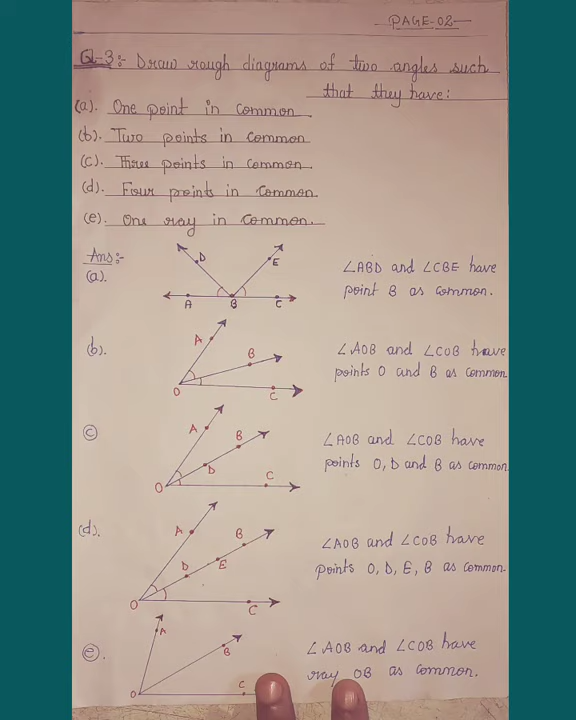 PAGE-02
Q-3:- Draw rough diagrams of two angles such
that they have:
(a). One point in common.
(b). Two points in common
(c). Three points in common.
(d). Four points in common.
(e). One ray in common.
Ans:-
(a).
D
E
A
B
C
∠ABD and ∠CBE have
point B as common.
(b).
A
B
O
C
∠AOB and ∠COB have
points O and B as common.
(c)
A
B
D
C
O
∠AOB and ∠COB have
points O, D and B as common.
(d).
A
B
D
E
O
C
∠AOB and ∠COB have
points O, D, E, B as common.
(e).
A
B
O
C
∠AOB and ∠COB have
ray OB as common.